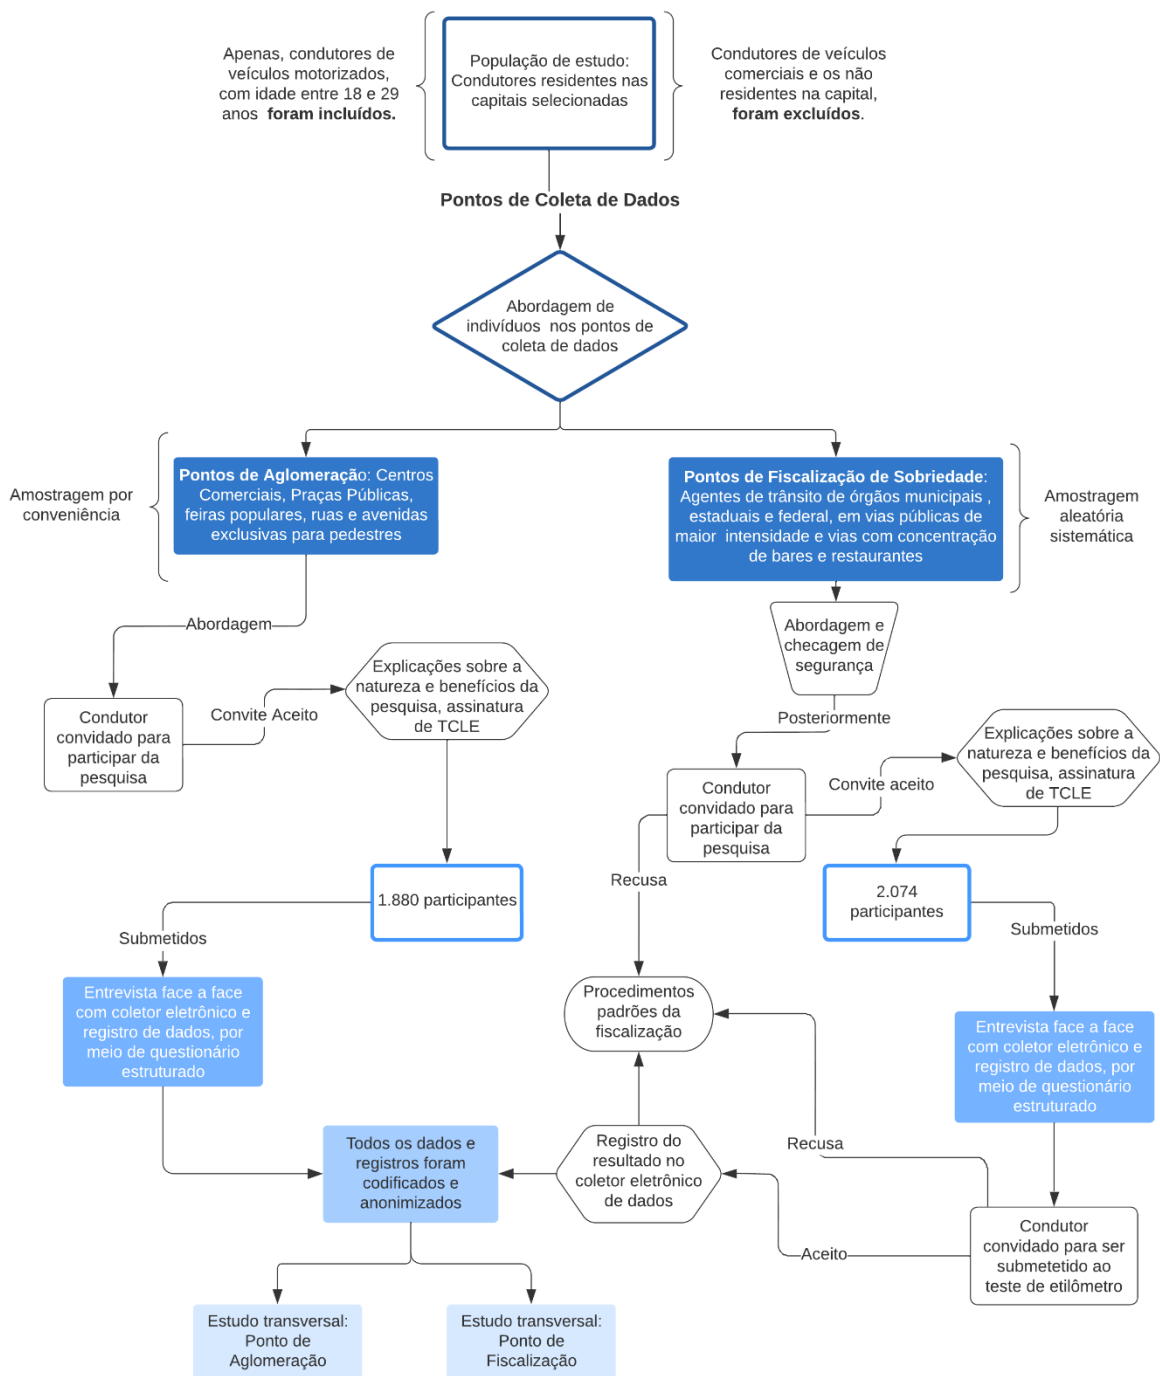 Apenas, condutores de
veículos motorizados,
com idade entre 18 e 29
anos foram incluídos.
População de estudo:
Condutores residentes nas
capitais selecionadas
Condutores de veículos
comerciais e os não
residentes na capital,
foram excluídos.
Pontos de Coleta de Dados
Abordagem de
indivíduos nos pontos de
coleta de dados
Amostragem por
conveniência
Pontos de Aglomeração: Centros
Comerciais, Praças Públicas,
feiras populares, ruas e avenidas
exclusivas para pedestres
Pontos de Fiscalização de Sobriedade:
Agentes de trânsito de órgãos municipais ,
estaduais e federal, em vias públicas de
maior intensidade e vias com concentração
de bares e restaurantes
Amostragem
aleatória
sistemática
Abordagem
Condutor
convidado para
participar da
pesquisa
Convite Aceito
Explicações sobre a
natureza e benefícios da
pesquisa, assinatura
de TCLE
Abordagem e
checagem de
segurança
Posteriormente
Condutor
convidado para
participar da
pesquisa
Convite aceito
Explicações sobre a
natureza e benefícios da
pesquisa, assinatura
de TCLE
1.880 participantes
Recusa
2.074
participantes
Submetidos
Submetidos
Entrevista face a face
com coletor eletrônico e
registro de dados, por
meio de questionário
estruturado
Procedimentos
padrões da
fiscalização
Entrevista face a face
com coletor eletrônico e
registro de dados, por
meio de questionário
estruturado
Todos os dados e
registros foram
codificados e
anonimizados
Registro do
resultado no
coletor eletrônico
de dados
Recusa
Aceito
Condutor
convidado para ser
submetetido ao
teste de etilômetro
Estudo transversal:
Ponto de
Aglomeração
Estudo transversal:
Ponto de
Fiscalização